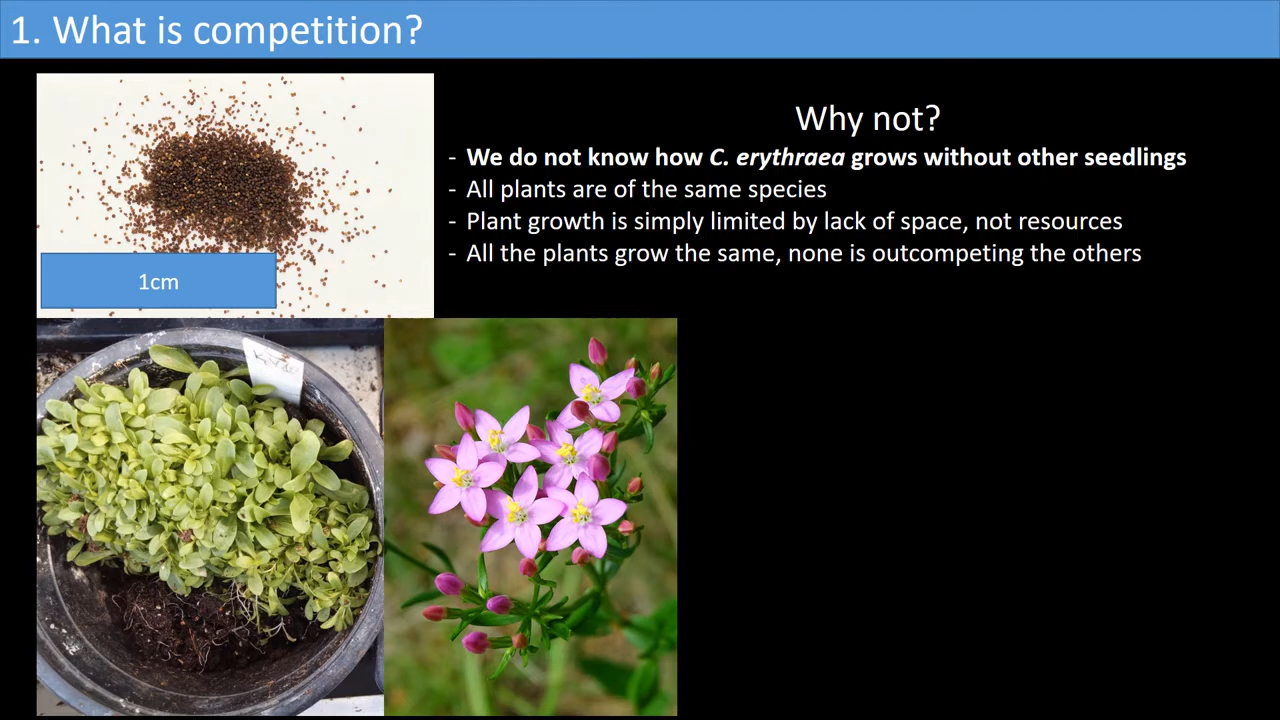 1. What is competition?
Why not?
- We do not know how C. erythraea grows without other seedlings
- All plants are of the same species
- Plant growth is simply limited by lack of space, not resources
- All the plants grow the same, none is outcompeting the others
1cm